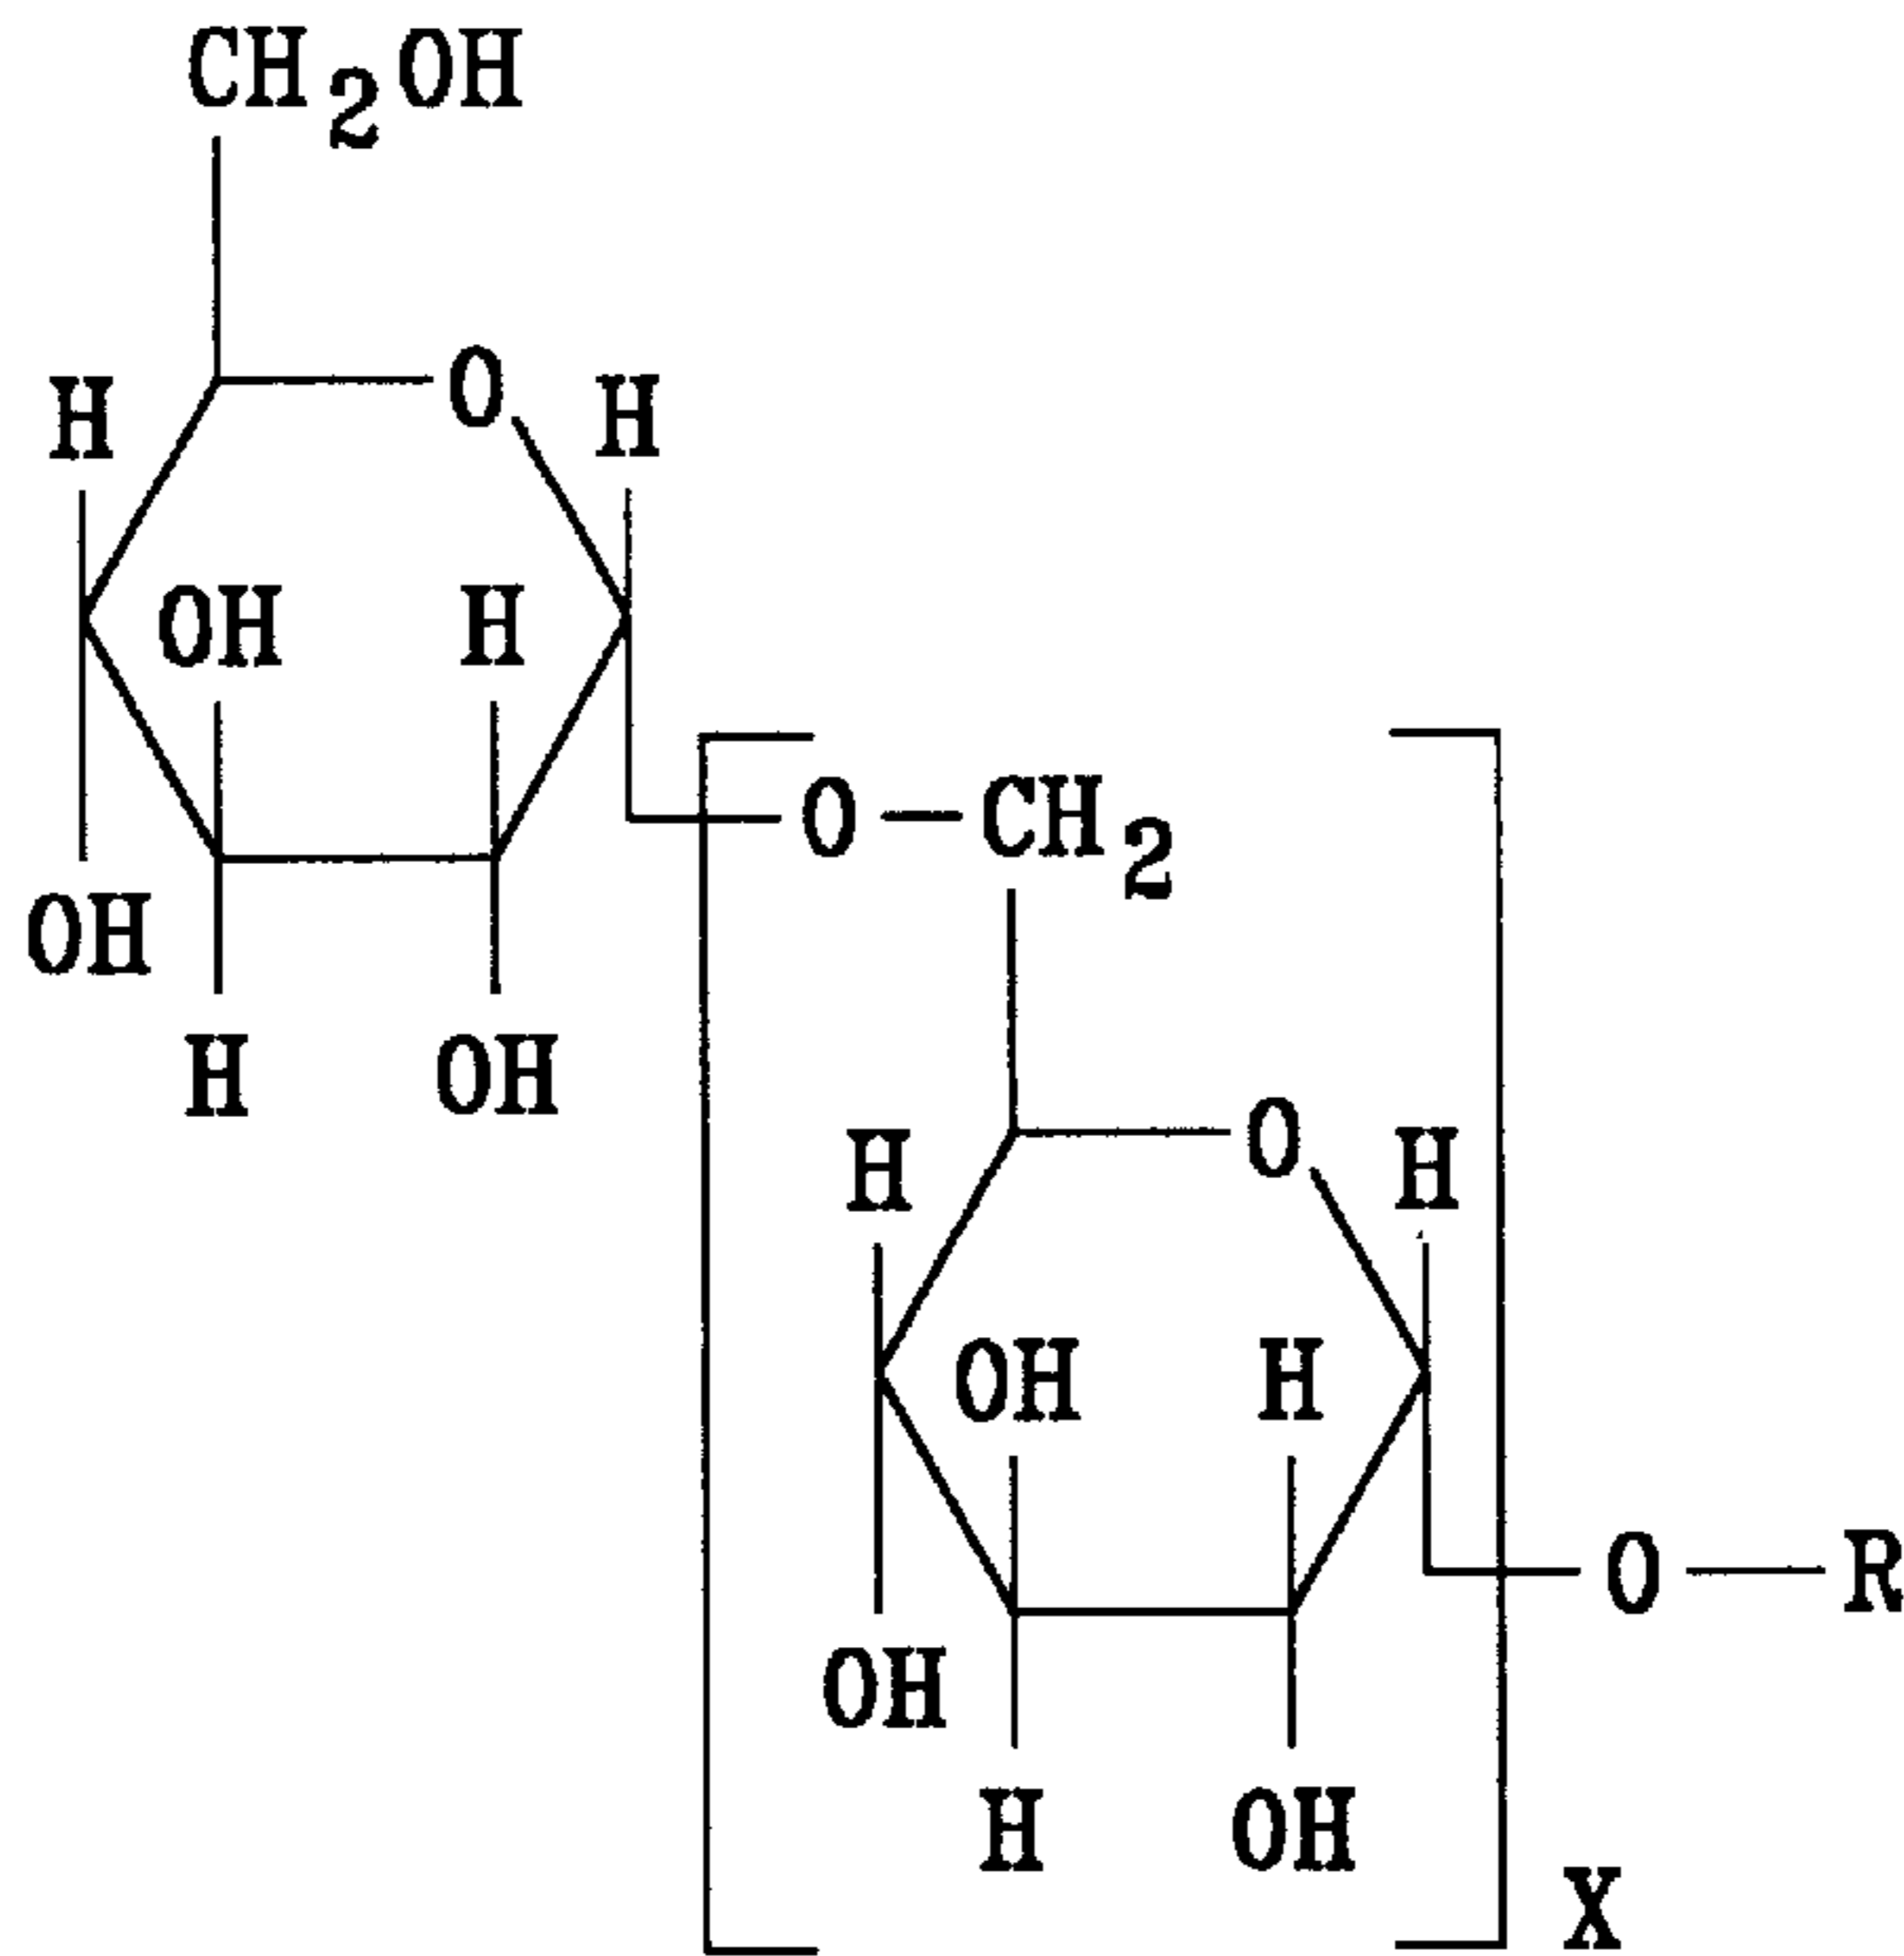 CH2OH
H O H
OH H
O CH2
OH
H OH
H O H
OH H
O R
OH
H OH
X